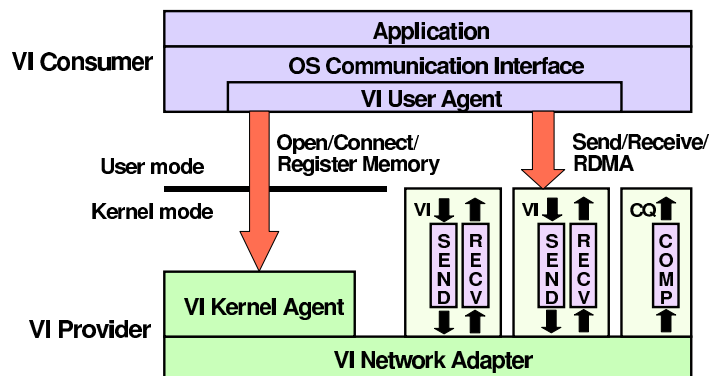 Application
VI Consumer
OS Communication Interface
VI User Agent
Open/Connect/
Register Memory
Send/Receive/
RDMA
User mode
Kernel mode
VI
SEND
RECV
VI
SEND
RECV
CQ
COMP
VI Kernel Agent
VI Provider
VI Network Adapter